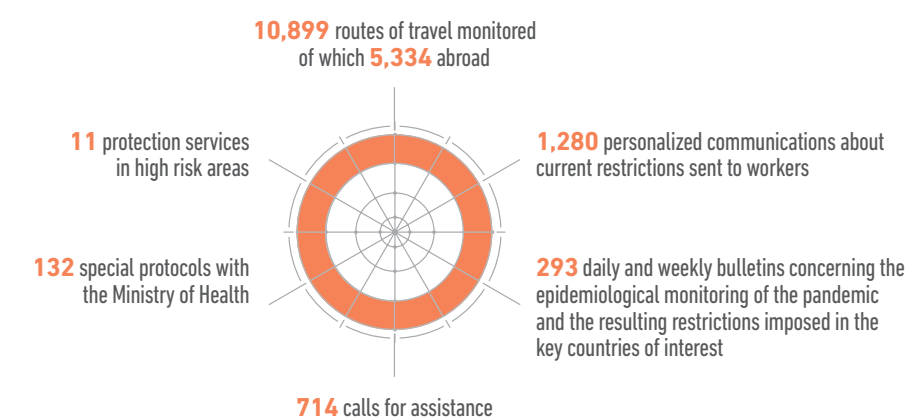 10,899 routes of travel monitored
of which 5,334 abroad
11 protection services
in high risk areas
1,280 personalized communications about
current restrictions sent to workers
132 special protocols with
the Ministry of Health
293 daily and weekly bulletins concerning the
epidemiological monitoring of the pandemic
and the resulting restrictions imposed in the
key countries of interest
714 calls for assistance